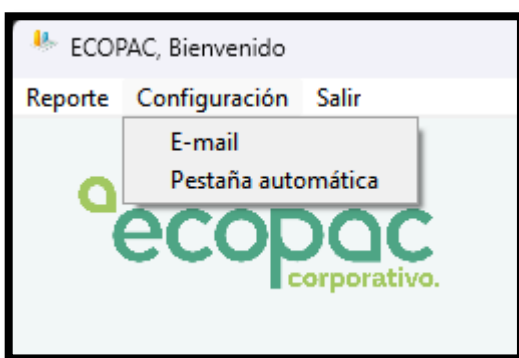 ECOPAC, Bienvenido
Reporte Configuración Salir
E-mail
Pestaña automática
ecopac
corporativo.